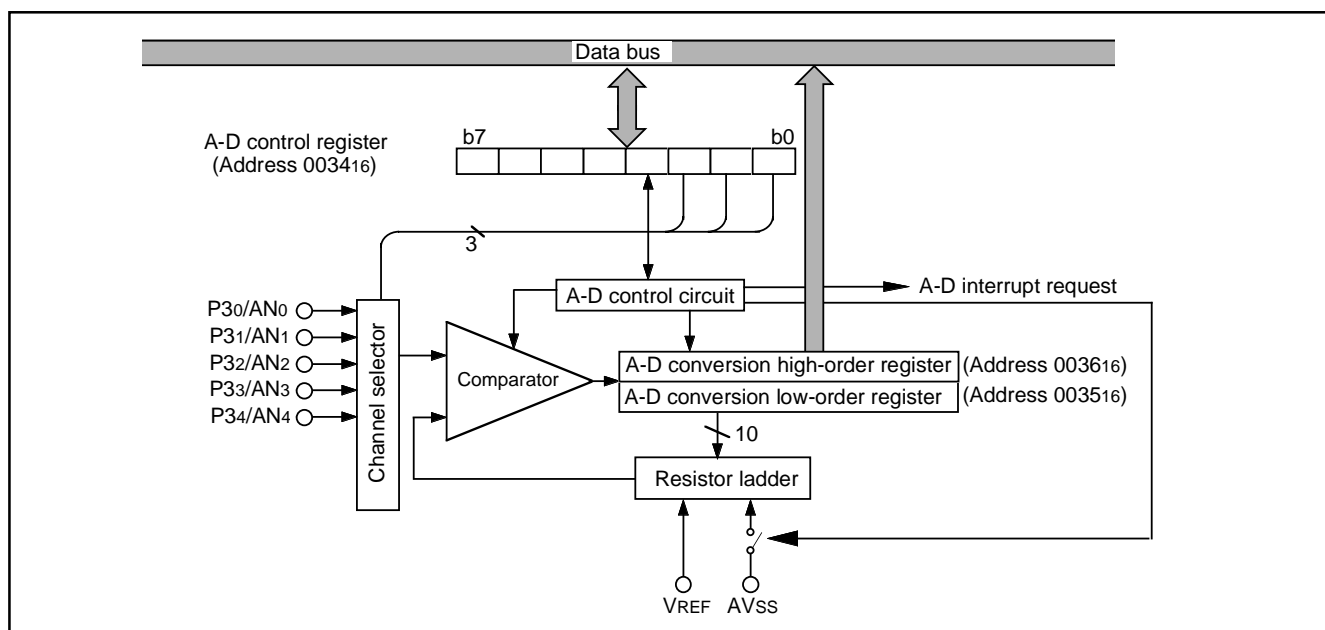 Data bus
A-D control register
(Address 003416)
b7
b0
3
A-D control circuit
A-D interrupt request
P30/AN0
P31/AN1
P32/AN2
P33/AN3
P34/AN4
Channel selector
Comparator
A-D conversion high-order register
(Address 003616)
A-D conversion low-order register
(Address 003516)
10
Resistor ladder
VREF
AVSS